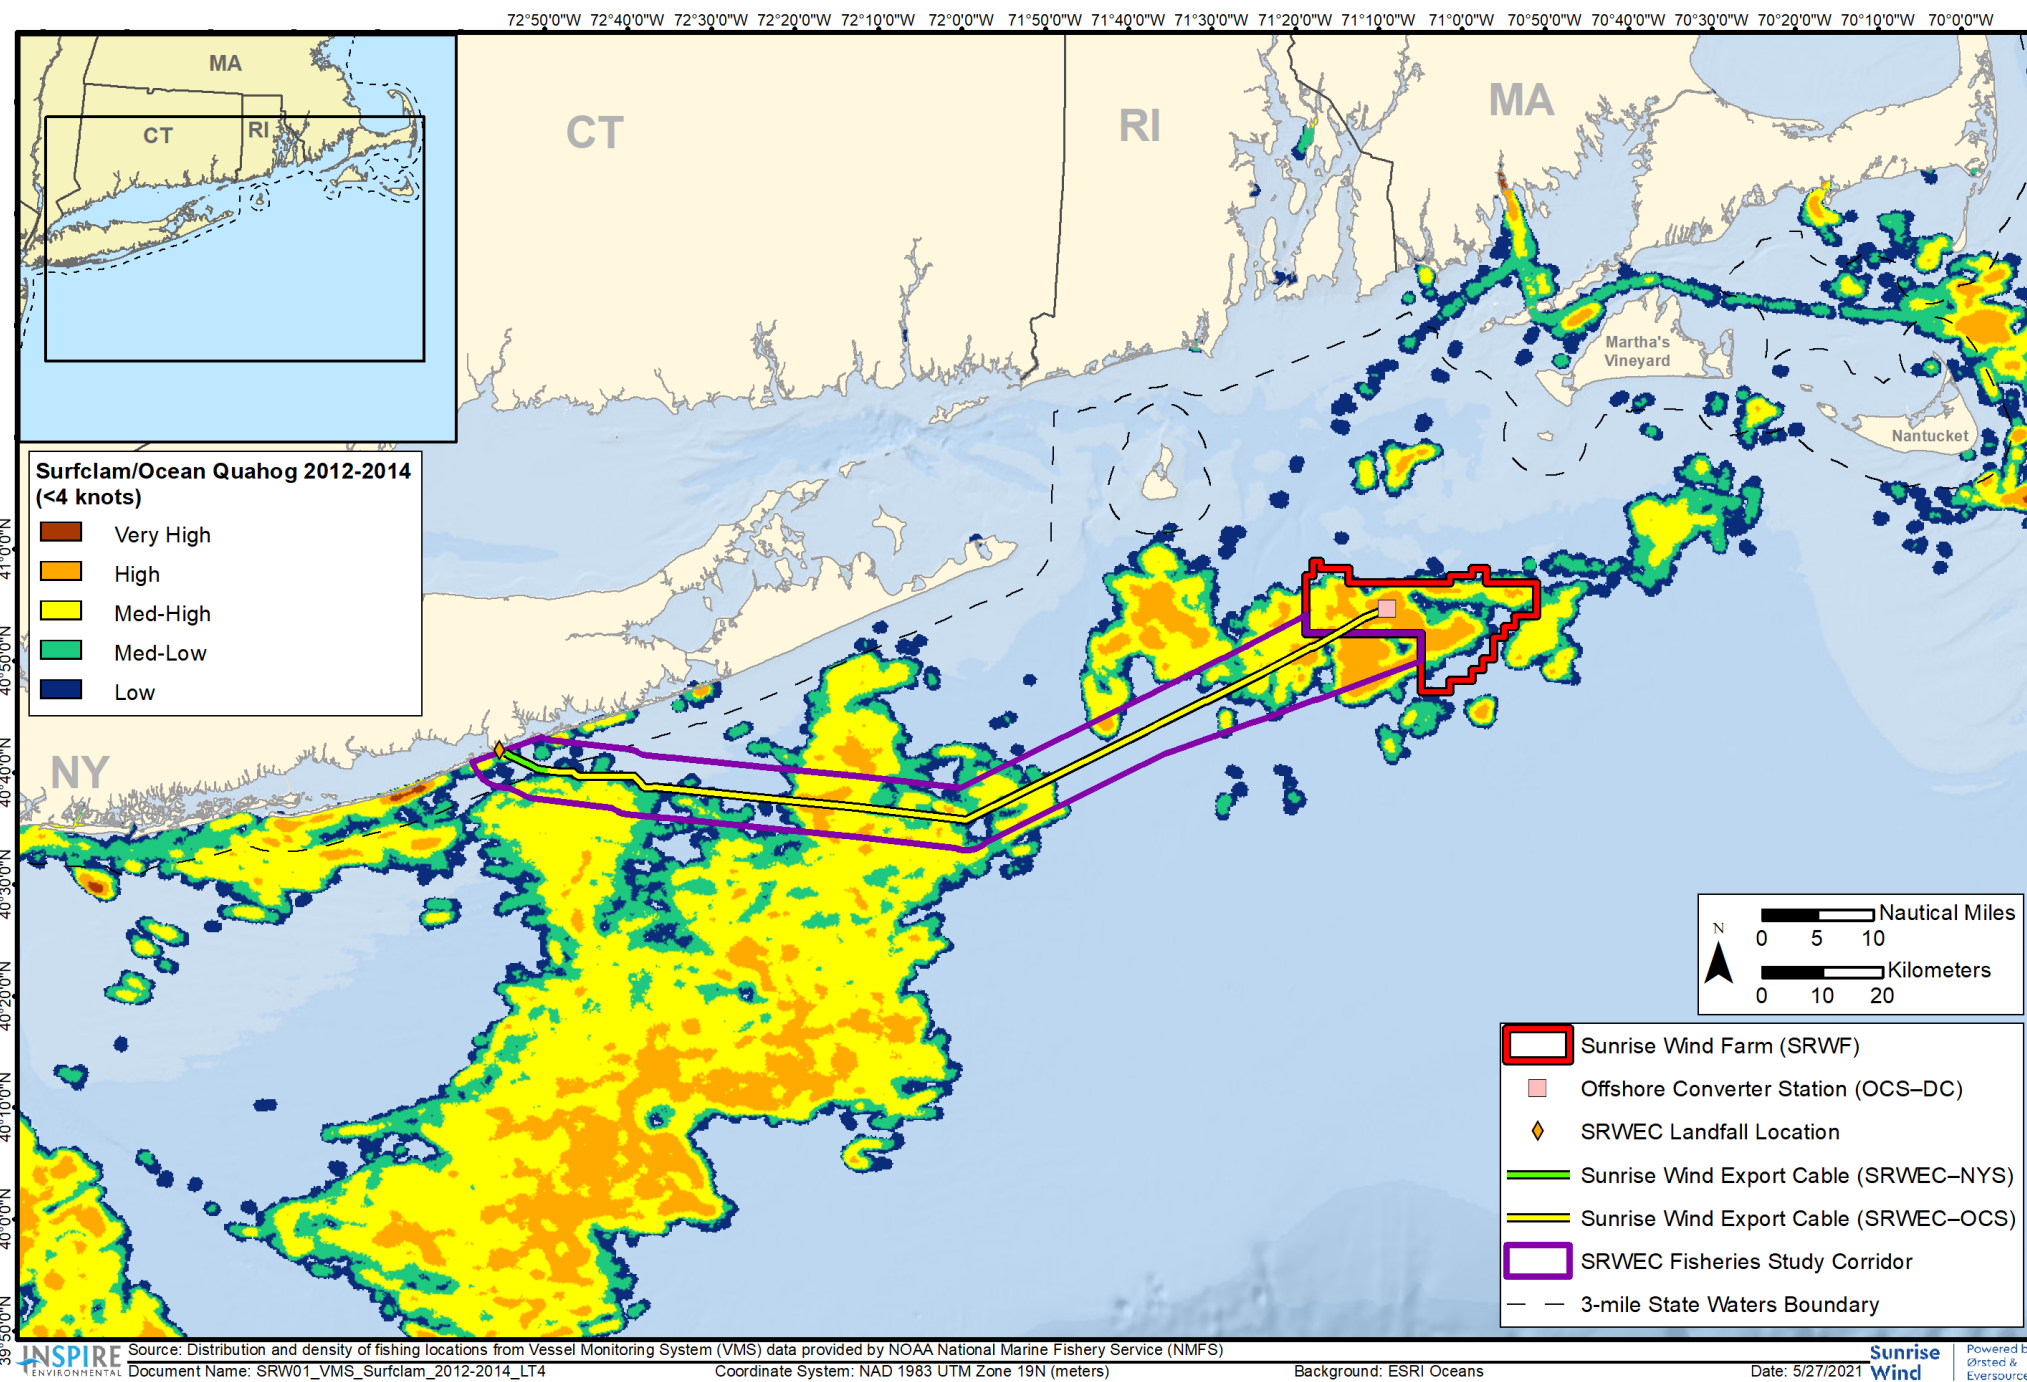 72°50'0"W 72°40'0"W 72°30'0"W 72°20'0"W 72°10'0"W 72°0'0"W 71°50'0"W 71°40'0"W 71°30'0"W 71°20'0"W 71°10'0"W 71°0'0"W 70°50'0"W 70°40'0"W 70°30'0"W 70°20'0"W 70°10'0"W 70°0'0"W
MA
CT
RI
CT
RI
MA
Martha's
Vineyard
Nantucket
NY
Surfclam/Ocean Quahog 2012-2014
(<4 knots)
Very High
High
Med-High
Med-Low
Low
41°0'0"N
40°50'0"N
40°40'0"N
40°30'0"N
40°20'0"N
40°10'0"N
40°0'0"N
39°50'0"N
N
Nautical Miles
0 5 10
Kilometers
0 10 20
Sunrise Wind Farm (SRWF)
Offshore Converter Station (OCS–DC)
SRWEC Landfall Location
Sunrise Wind Export Cable (SRWEC–NYS)
Sunrise Wind Export Cable (SRWEC–OCS)
SRWEC Fisheries Study Corridor
3-mile State Waters Boundary
INSPIRE
ENVIRONMENTAL
Source: Distribution and density of fishing locations from Vessel Monitoring System (VMS) data provided by NOAA National Marine Fishery Service (NMFS)
Document Name: SRW01_VMS_Surfclam_2012-2014_LT4 Coordinate System: NAD 1983 UTM Zone 19N (meters) Background: ESRI Oceans Date: 5/27/2021
Sunrise
Wind
Powered b
Ørsted &
Eversource